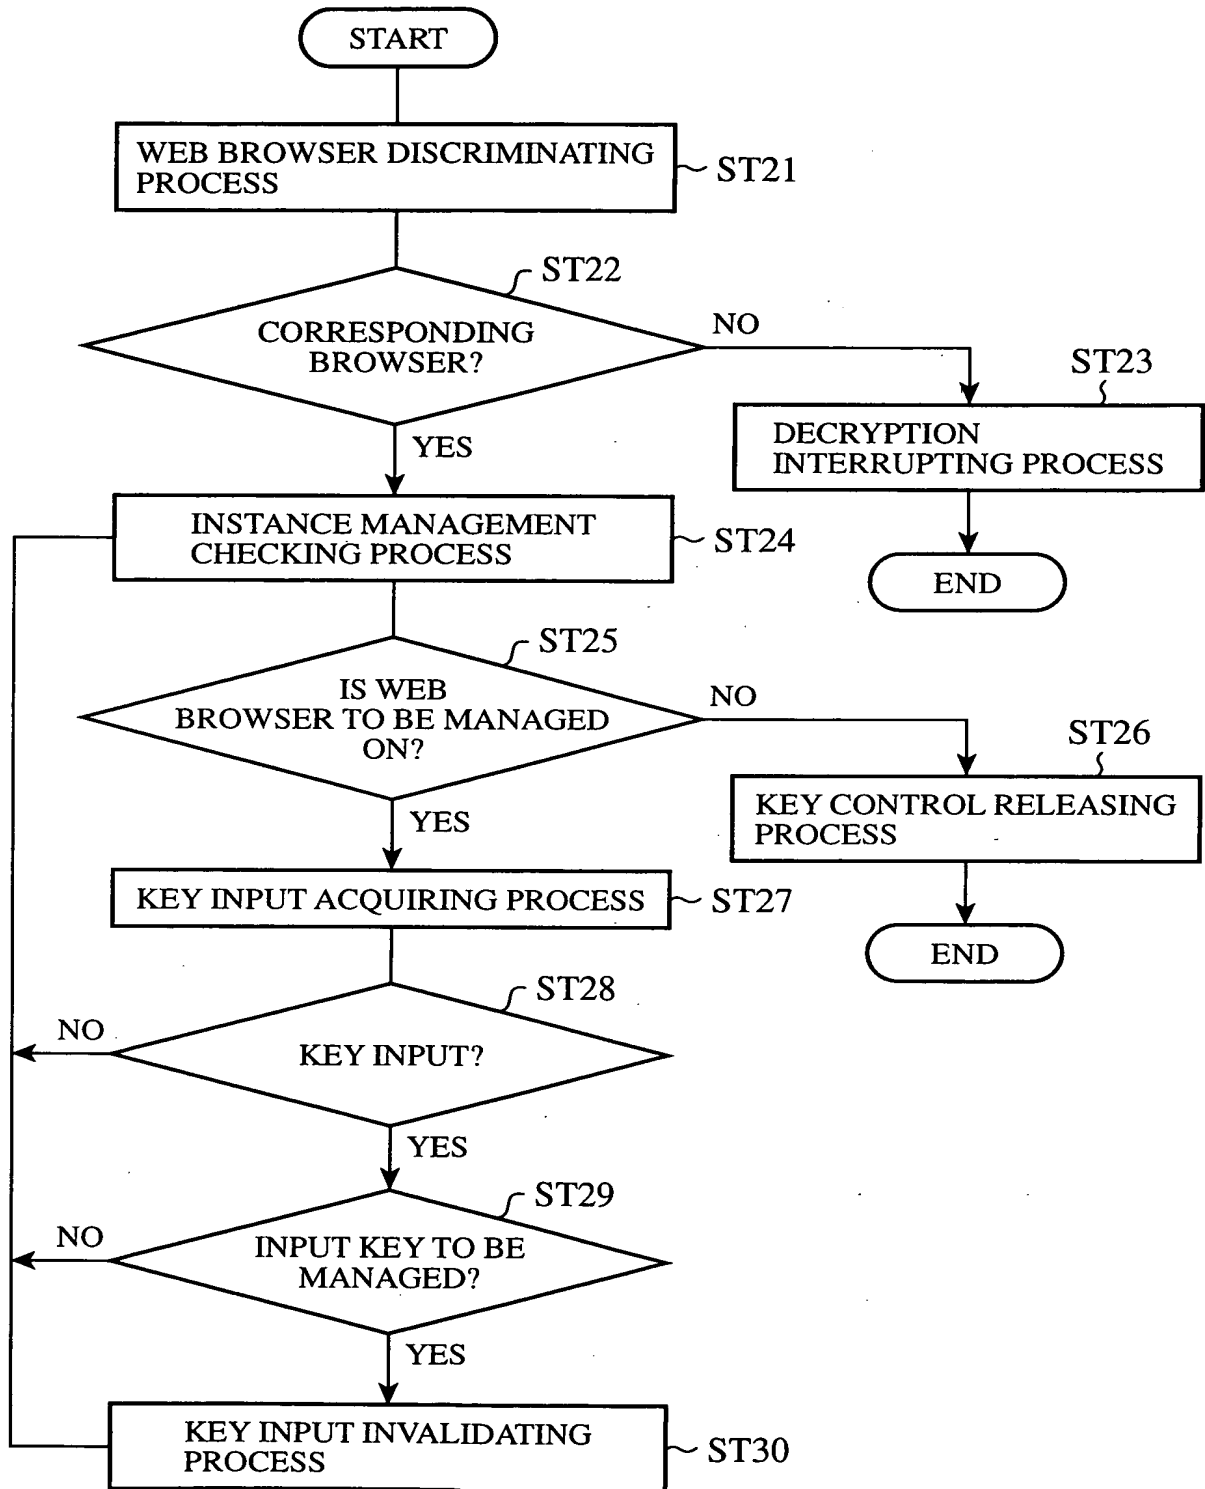 START
WEB BROWSER DISCRIMINATING
PROCESS
ST21
ST22
CORRESPONDING
BROWSER?
NO
YES
ST23
DECRYPTION
INTERRUPTING PROCESS
END
INSTANCE MANAGEMENT
CHECKING PROCESS
ST24
ST25
IS WEB
BROWSER TO BE MANAGED
ON?
NO
YES
ST26
KEY CONTROL RELEASING
PROCESS
END
KEY INPUT ACQUIRING PROCESS
ST27
ST28
KEY INPUT?
NO
YES
ST29
INPUT KEY TO BE
MANAGED?
NO
YES
KEY INPUT INVALIDATING
PROCESS
ST30